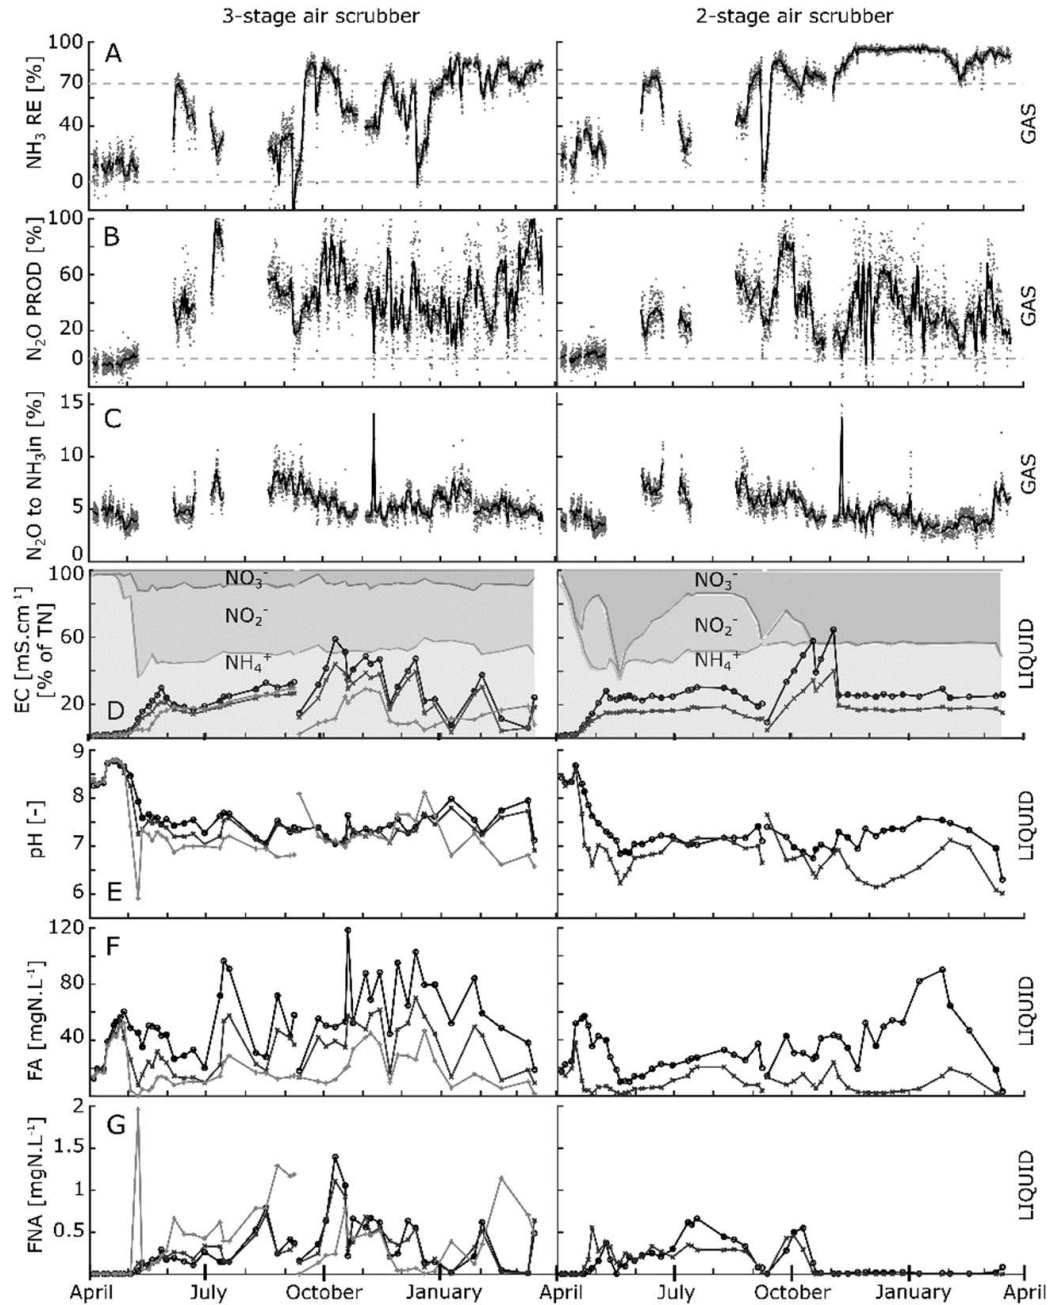 3-stage air scrubber
2-stage air scrubber
A
NH₃ RE [%]
100
70
40
0
GAS
B
N₂O PROD [%]
100
60
20
0
GAS
C
N₂O to NH₃in [%]
15
10
5
0
GAS
D
EC [mS.cm⁻¹]
[% of TN]
100
60
20
NO₃⁻
NO₂⁻
NH₄⁺
NO₃⁻
NO₂⁻
NH₄⁺
LIQUID
E
pH [-]
9
8
7
6
LIQUID
F
FA [mgN.L⁻¹]
120
80
40
LIQUID
G
FNA [mgN.L⁻¹]
2
1.5
1
0.5
LIQUID
April July October January April July October January April